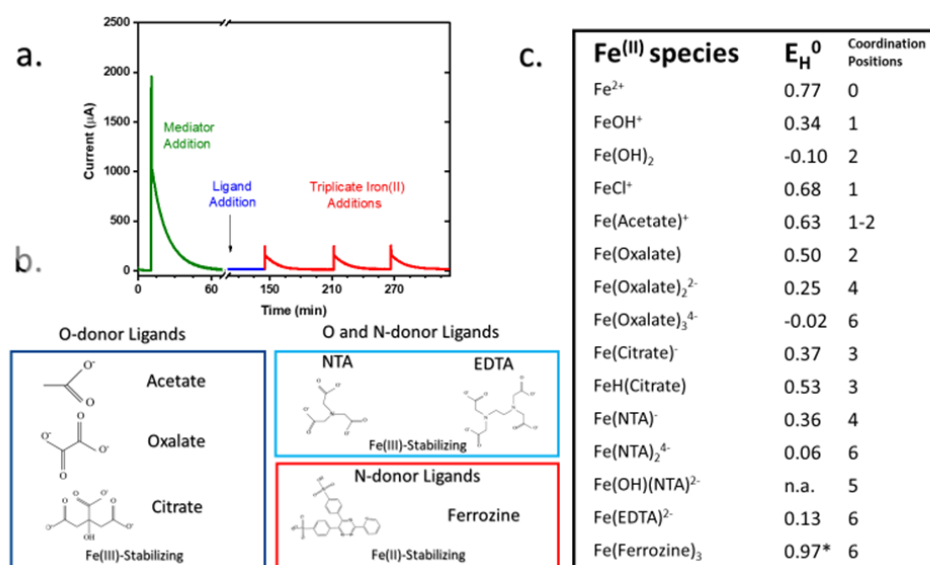 a.
2500
2000
1500
1000
500
0
Current (µA)
Mediator
Addition
Ligand
Addition
Triplicate Iron(II)
Additions
0 60 150 210 270
Time (min)
b.
O-donor Ligands
Acetate
Oxalate
Citrate
Fe(III)-Stabilizing
O and N-donor Ligands
NTA EDTA
Fe(III)-Stabilizing
N-donor Ligands
Ferrozine
Fe(II)-Stabilizing
c.
Fe(II) species E_H^0 Coordination
Positions
Fe²⁺ 0.77 0
FeOH⁺ 0.34 1
Fe(OH)₂ -0.10 2
FeCl⁺ 0.68 1
Fe(Acetate)⁺ 0.63 1-2
Fe(Oxalate) 0.50 2
Fe(Oxalate)₂²⁻ 0.25 4
Fe(Oxalate)₃⁴⁻ -0.02 6
Fe(Citrate)⁻ 0.37 3
FeH(Citrate) 0.53 3
Fe(NTA)⁻ 0.36 4
Fe(NTA)₂⁴⁻ 0.06 6
Fe(OH)(NTA)²⁻ n.a. 5
Fe(EDTA)²⁻ 0.13 6
Fe(Ferrozine)₃ 0.97* 6